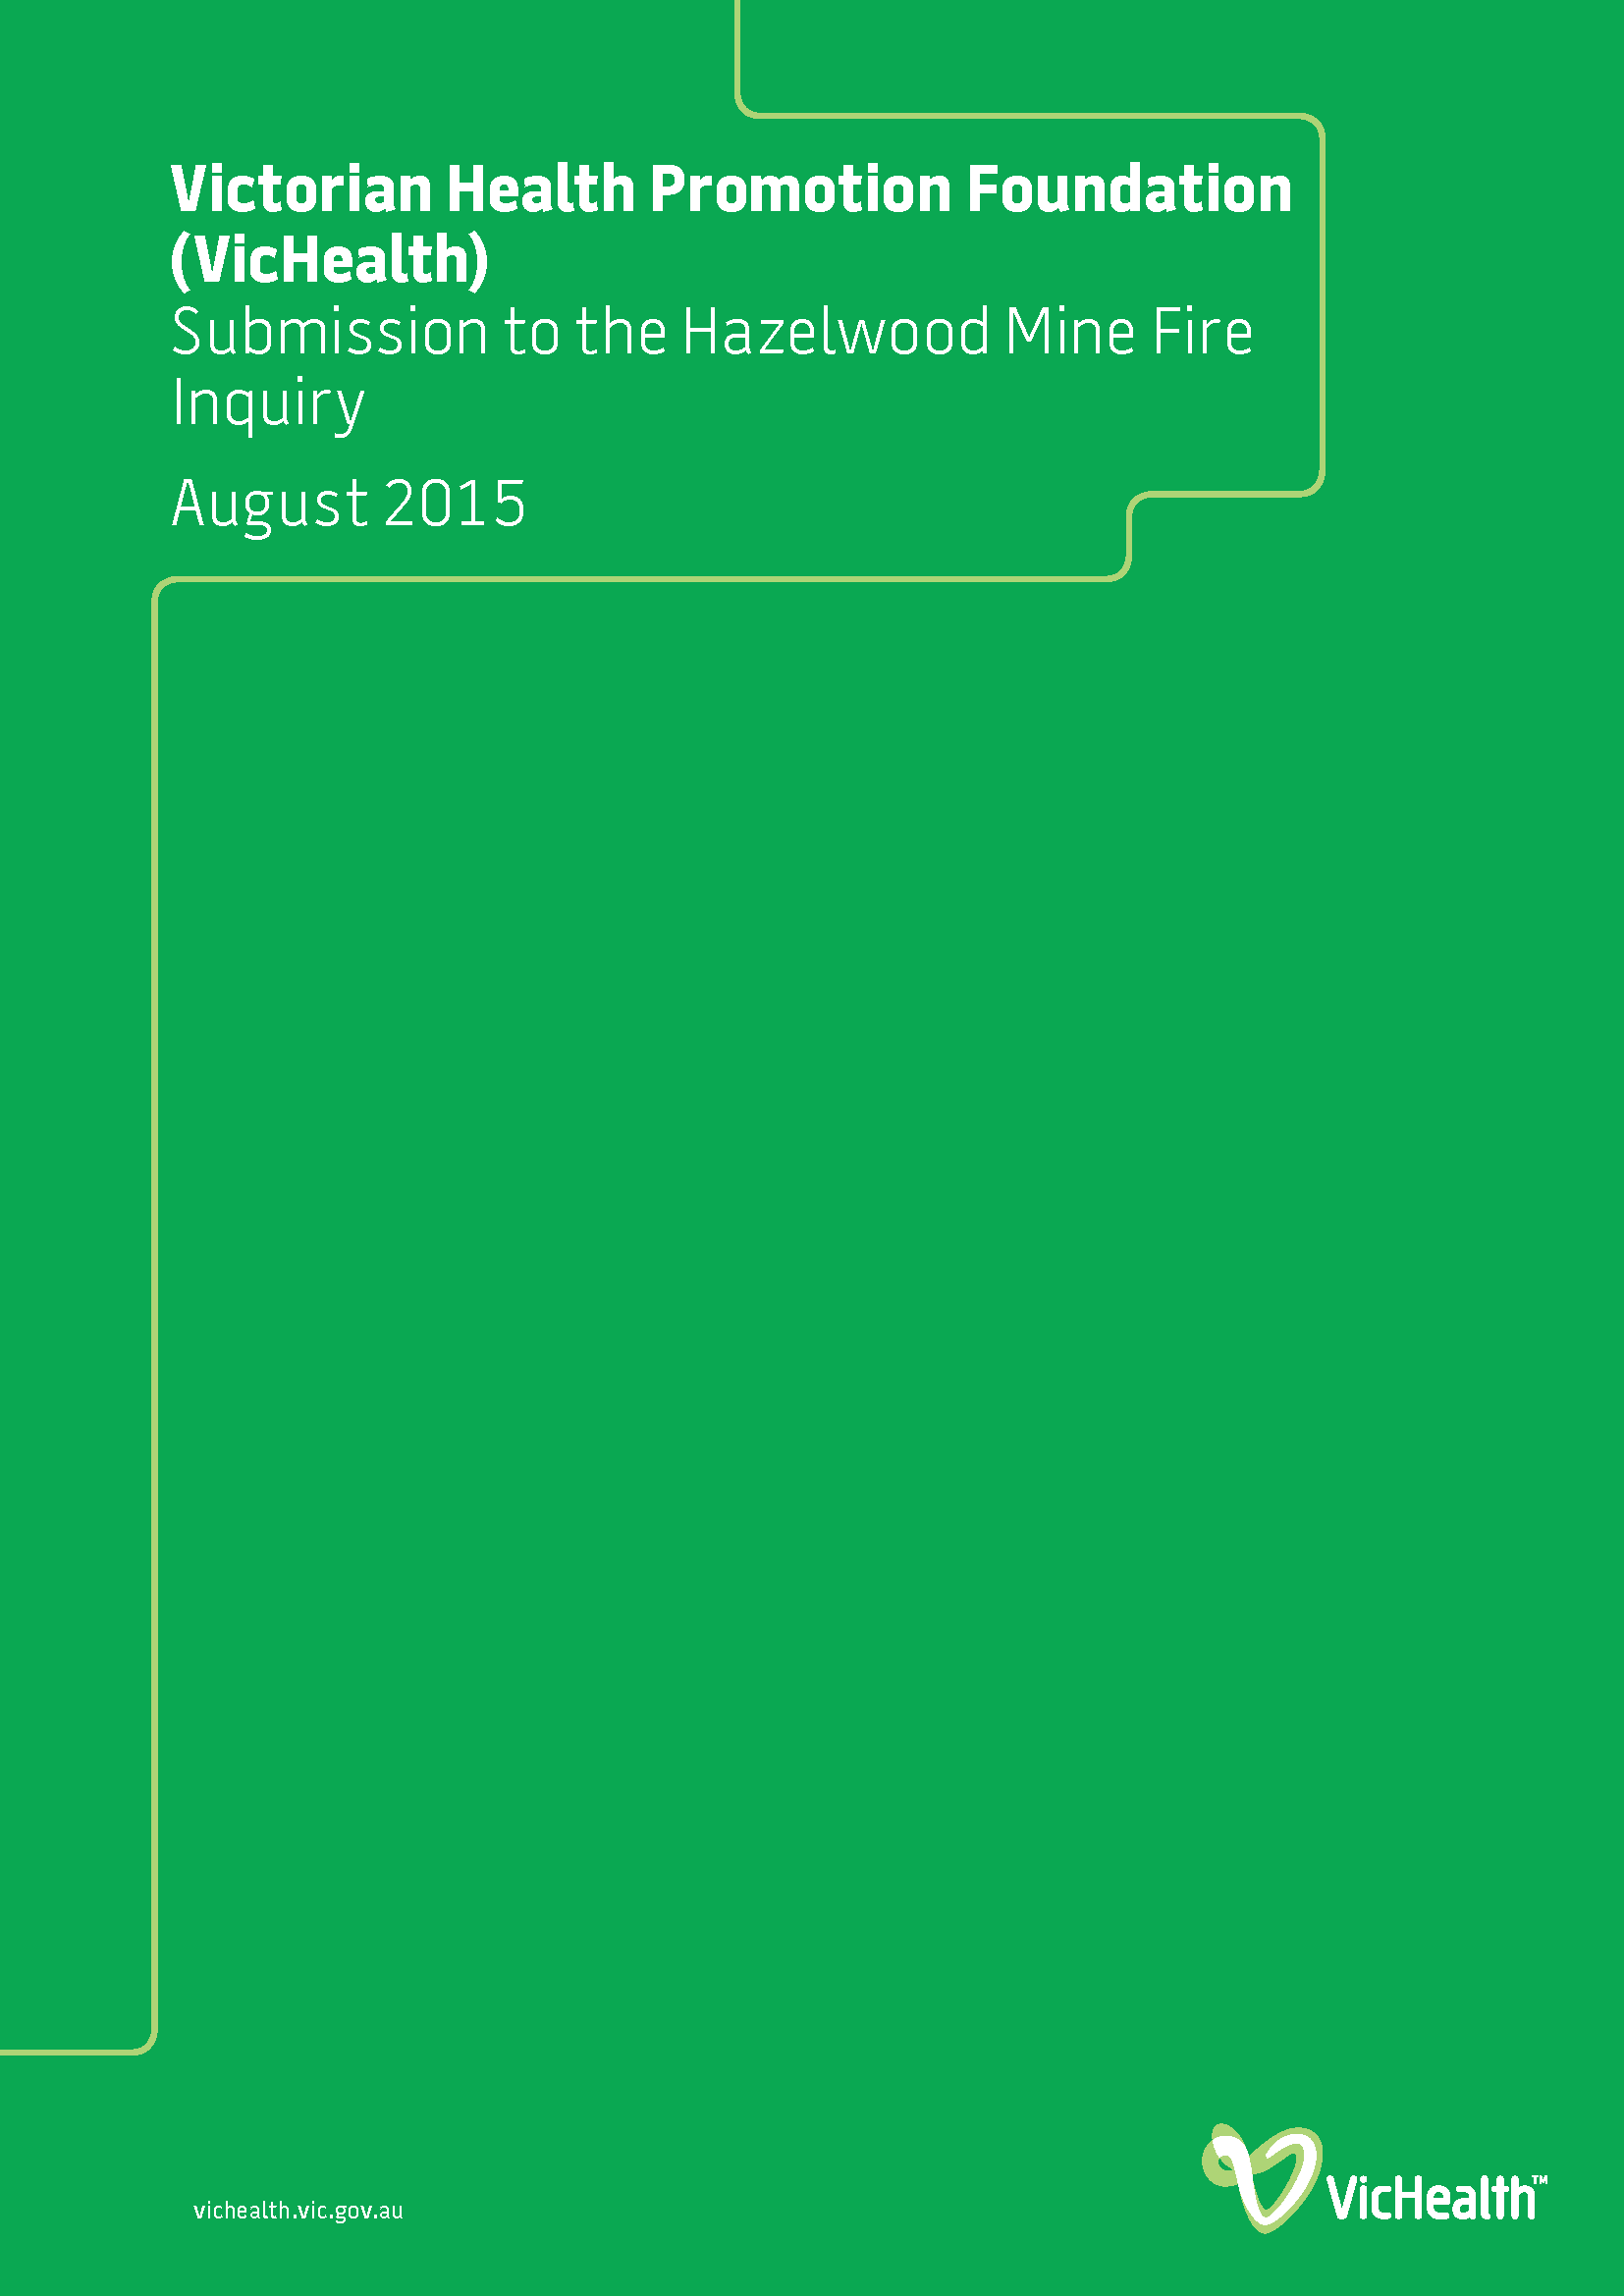 Victorian Health Promotion Foundation
(VicHealth)
Submission to the Hazelwood Mine Fire
Inquiry
August 2015
vichealth.vic.gov.au
VicHealth™